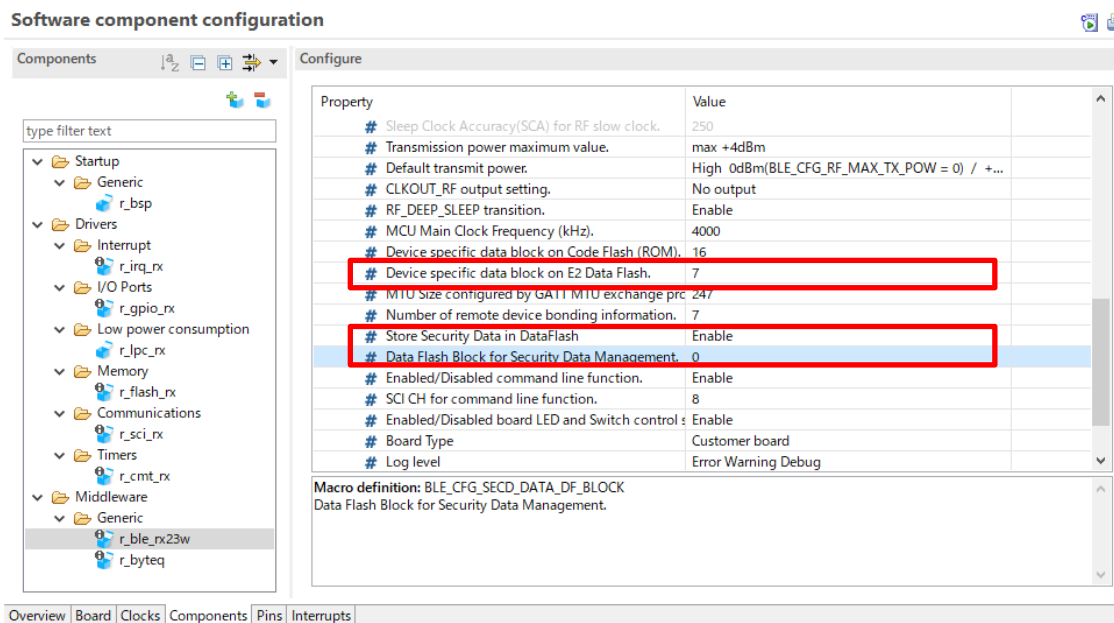 Software component configuration
Components
Configure
type filter text
Startup
Generic
r_bsp
Drivers
Interrupt
r_irq_rx
I/O Ports
r_gpio_rx
Low power consumption
r_lpc_rx
Memory
r_flash_rx
Communications
r_sci_rx
Timers
r_cmt_rx
Middleware
Generic
r_ble_rx23w
r_byteq
Property Value
# Sleep Clock Accuracy(SCA) for RF slow clock. 250
# Transmission power maximum value. max +4dBm
# Default transmit power. High 0dBm(BLE_CFG_RF_MAX_TX_POW = 0) / +...
# CLKOUT_RF output setting. No output
# RF_DEEP_SLEEP transition. Enable
# MCU Main Clock Frequency (kHz). 4000
# Device specific data block on Code Flash (ROM). 16
# Device specific data block on E2 Data Flash. 7
# MTU Size configured by GATT MTU exchange prc 247
# Number of remote device bonding information. 7
# Store Security Data in DataFlash Enable
# Data Flash Block for Security Data Management. 0
# Enabled/Disabled command line function. Enable
# SCI CH for command line function. 8
# Enabled/Disabled board LED and Switch control s Enable
# Board Type Customer board
# Log level Error Warning Debug
Macro definition: BLE_CFG_SECD_DATA_DF_BLOCK
Data Flash Block for Security Data Management.
Overview Board Clocks Components Pins Interrupts